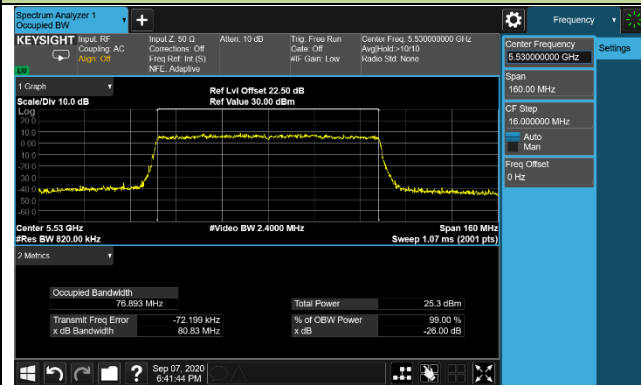 Spectrum Analyzer 1
Occupied BW
Frequency
KEYSIGHT
Input: RF
Coupling: AC
Align: Off
Input Z: 50 Ω
Corrections: Off
Freq Ref: Int (S)
NFE: Adaptive
Atten: 10 dB
Trig: Free Run
Gate: Off
#IF Gain: Low
Center Freq: 5.530000000 GHz
Avg|Hold:>10/10
Radio Std: None
LXI
Center Frequency
5.530000000 GHz
Settings
Span
160.00 MHz
CF Step
16.000000 MHz
Auto
Man
Freq Offset
0 Hz
1 Graph
Scale/Div 10.0 dB
Ref Lvl Offset 22.50 dB
Ref Value 30.00 dBm
Log
20.0
10.0
0.00
-10.0
-20.0
-30.0
-40.0
-50.0
-60.0
Center 5.53 GHz
#Video BW 2.4000 MHz
Span 160 MHz
#Res BW 820.00 kHz
Sweep 1.07 ms (2001 pts)
2 Metrics
Occupied Bandwidth
76.893 MHz
Total Power
25.3 dBm
Transmit Freq Error
-72.199 kHz
% of OBW Power
99.00 %
x dB Bandwidth
80.83 MHz
x dB
-26.00 dB
?
Sep 07, 2020
6:41:44 PM